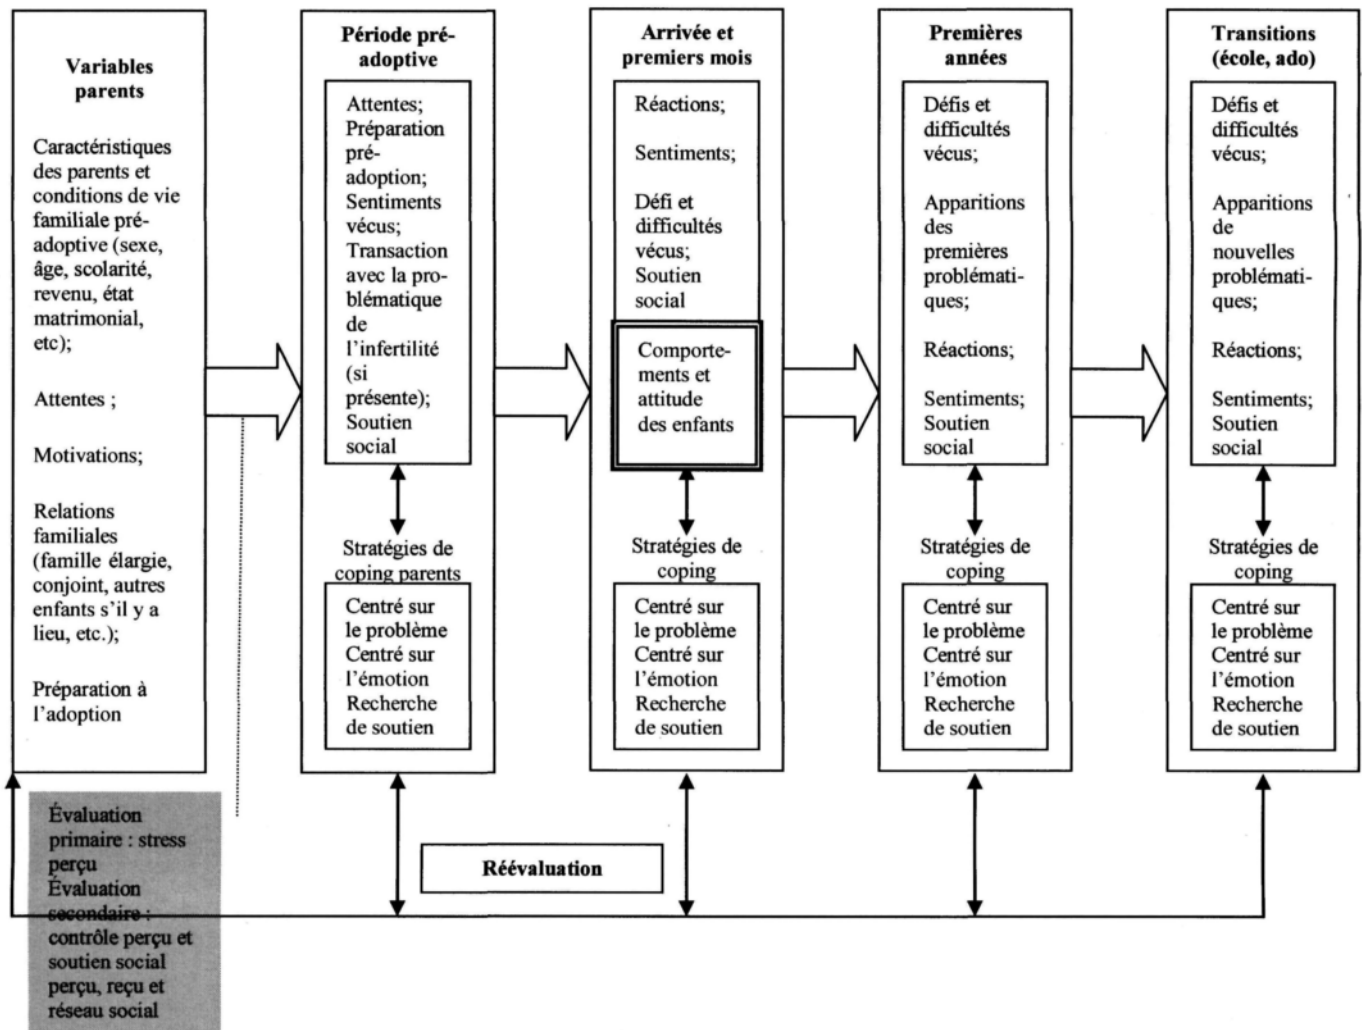 Variables
parents
Caractéristiques
des parents et
conditions de vie
familiale pré-
adoptive (sexe,
âge, scolarité,
revenu, état
matrimonial,
etc);
Attentes ;
Motivations;
Relations
familiales
(famille élargie,
conjoint, autres
enfants s'il y a
lieu, etc.);
Préparation à
l'adoption
Période pré-
adoptive
Attentes;
Préparation
pré-
adoption;
Sentiments
vécus;
Transaction
avec la pro-
blématique
de
l'infertilité
(si
présente);
Soutien
social
Stratégies de
coping parents
Centré sur
le problème
Centré sur
l'émotion
Recherche
de soutien
Arrivée et
premiers mois
Réactions;
Sentiments;
Défi et
difficultés
vécus;
Soutien
social
Comporte-
ments et
attitude
des enfants
Stratégies de
coping
Centré sur
le problème
Centré sur
l'émotion
Recherche
de soutien
Premières
années
Défis et
difficultés
vécus;
Apparitions
des
premières
problémati-
ques;
Réactions;
Sentiments;
Soutien
social
Stratégies de
coping
Centré sur
le problème
Centré sur
l'émotion
Recherche
de soutien
Transitions
(école, ado)
Défis et
difficultés
vécus;
Apparitions
de
nouvelles
problémati-
ques;
Réactions;
Sentiments;
Soutien
social
Stratégies de
coping
Centré sur
le problème
Centré sur
l'émotion
Recherche
de soutien
Évaluation
primaire : stress
perçu
Évaluation
secondaire :
contrôle perçu et
soutien social
perçu, reçu et
réseau social
Réévaluation